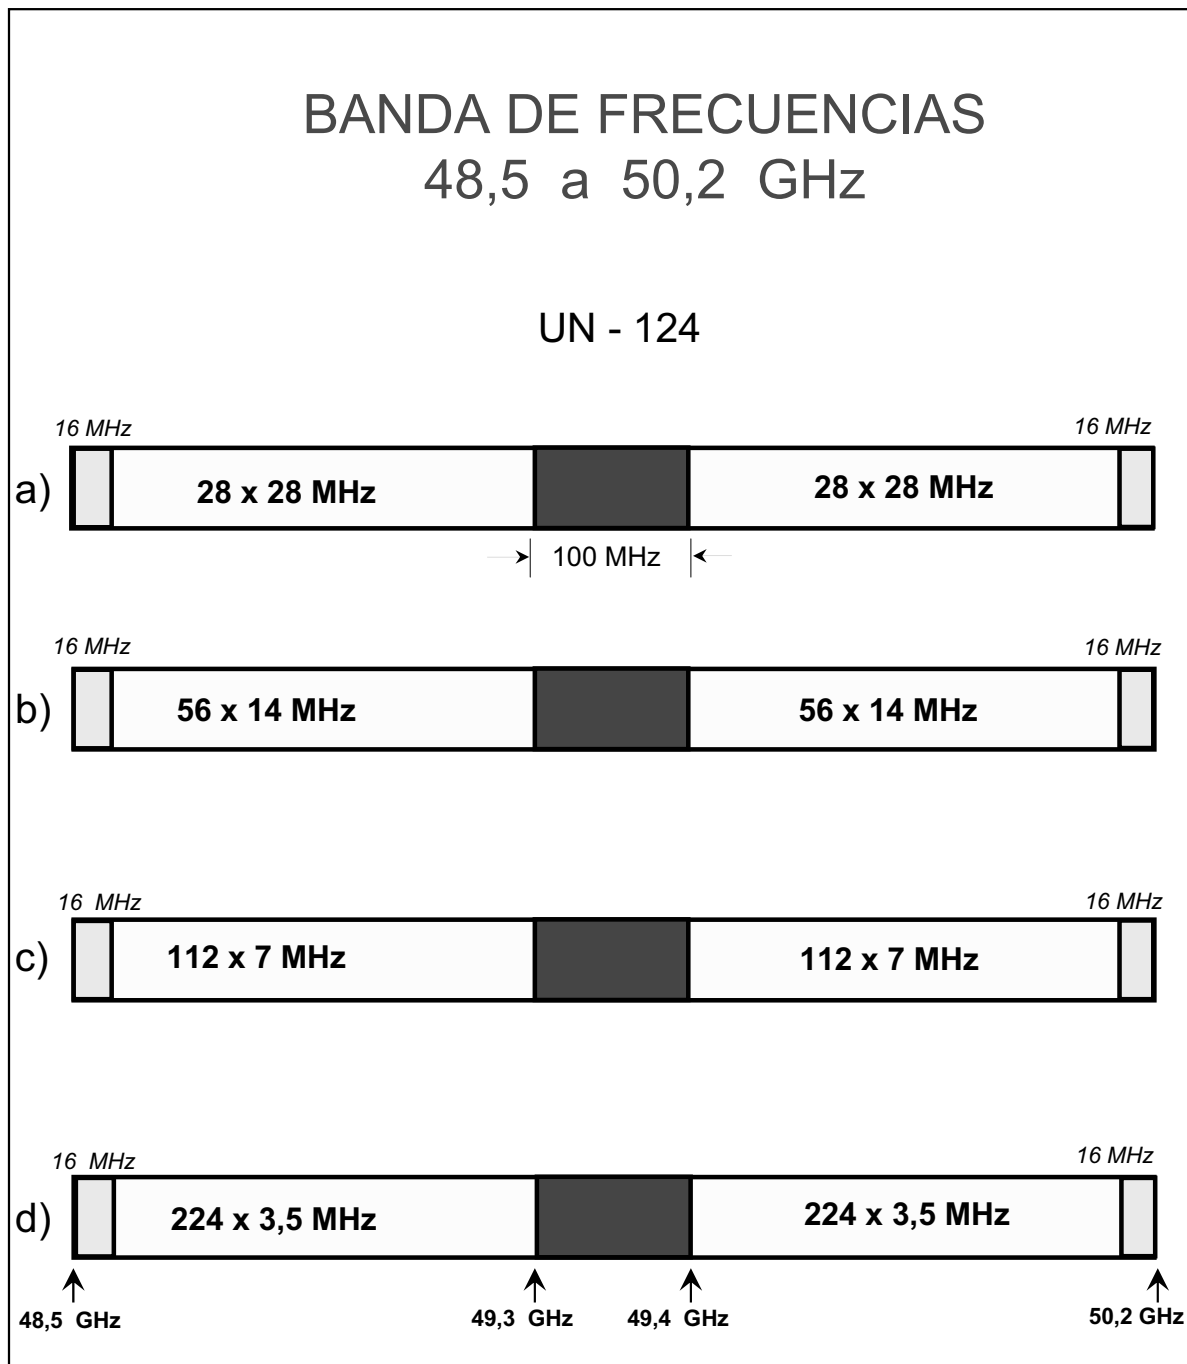 BANDA DE FRECUENCIAS
48,5 a 50,2 GHz
UN - 124
16 MHz 16 MHz
a) 28 x 28 MHz 28 x 28 MHz
100 MHz
16 MHz 16 MHz
b) 56 x 14 MHz 56 x 14 MHz
16 MHz 16 MHz
c) 112 x 7 MHz 112 x 7 MHz
16 MHz 16 MHz
d) 224 x 3,5 MHz 224 x 3,5 MHz
48,5 GHz 49,3 GHz 49,4 GHz 50,2 GHz